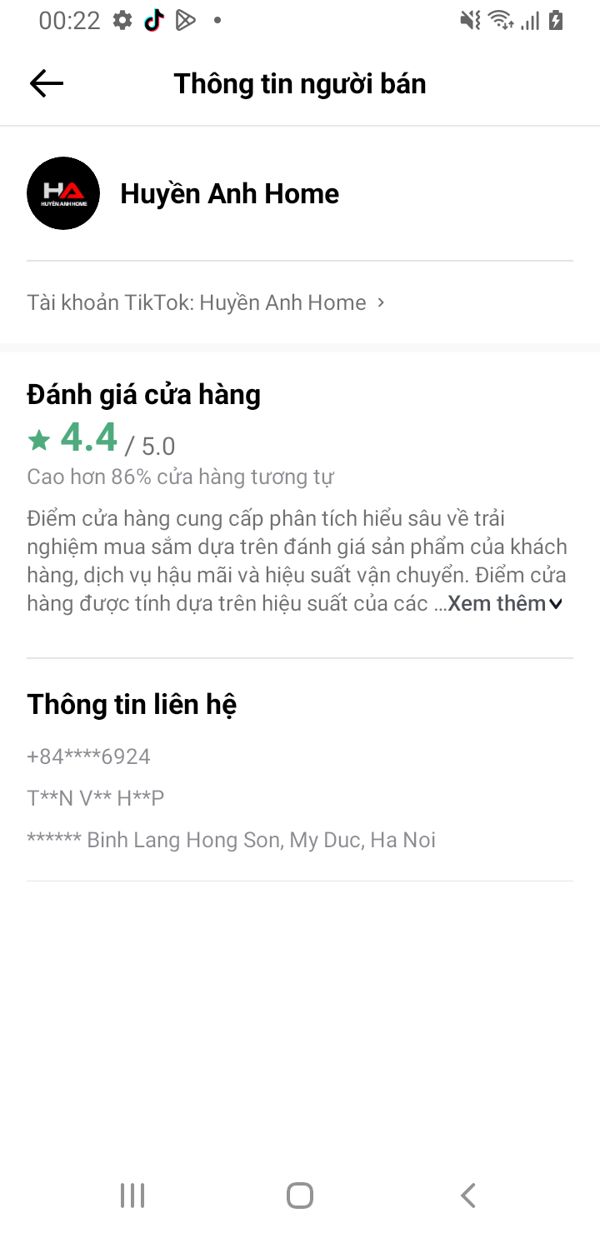 00:22
Thông tin người bán
HA
HUYỀN ANH HOME
Huyền Anh Home
Tài khoản TikTok: Huyền Anh Home >
Đánh giá cửa hàng
4.4 / 5.0
Cao hơn 86% cửa hàng tương tự
Điểm cửa hàng cung cấp phân tích hiểu sâu về trải
nghiệm mua sắm dựa trên đánh giá sản phẩm của khách
hàng, dịch vụ hậu mãi và hiệu suất vận chuyển. Điểm cửa
hàng được tính dựa trên hiệu suất của các ...Xem thêm
Thông tin liên hệ
+84****6924
T**N V** H**P
****** Binh Lang Hong Son, My Duc, Ha Noi